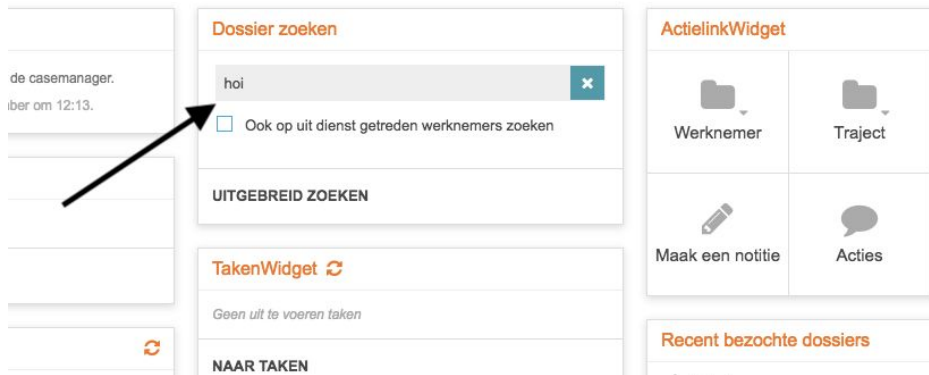 de casemanager.
ber om 12:13.
Dossier zoeken
hoi
Ook op uit dienst getreden werknemers zoeken
UITGEBREID ZOEKEN
TakenWidget
Geen uit te voeren taken
NAAR TAKEN
ActielinkWidget
Werknemer
Traject
Maak een notitie
Acties
Recent bezochte dossiers